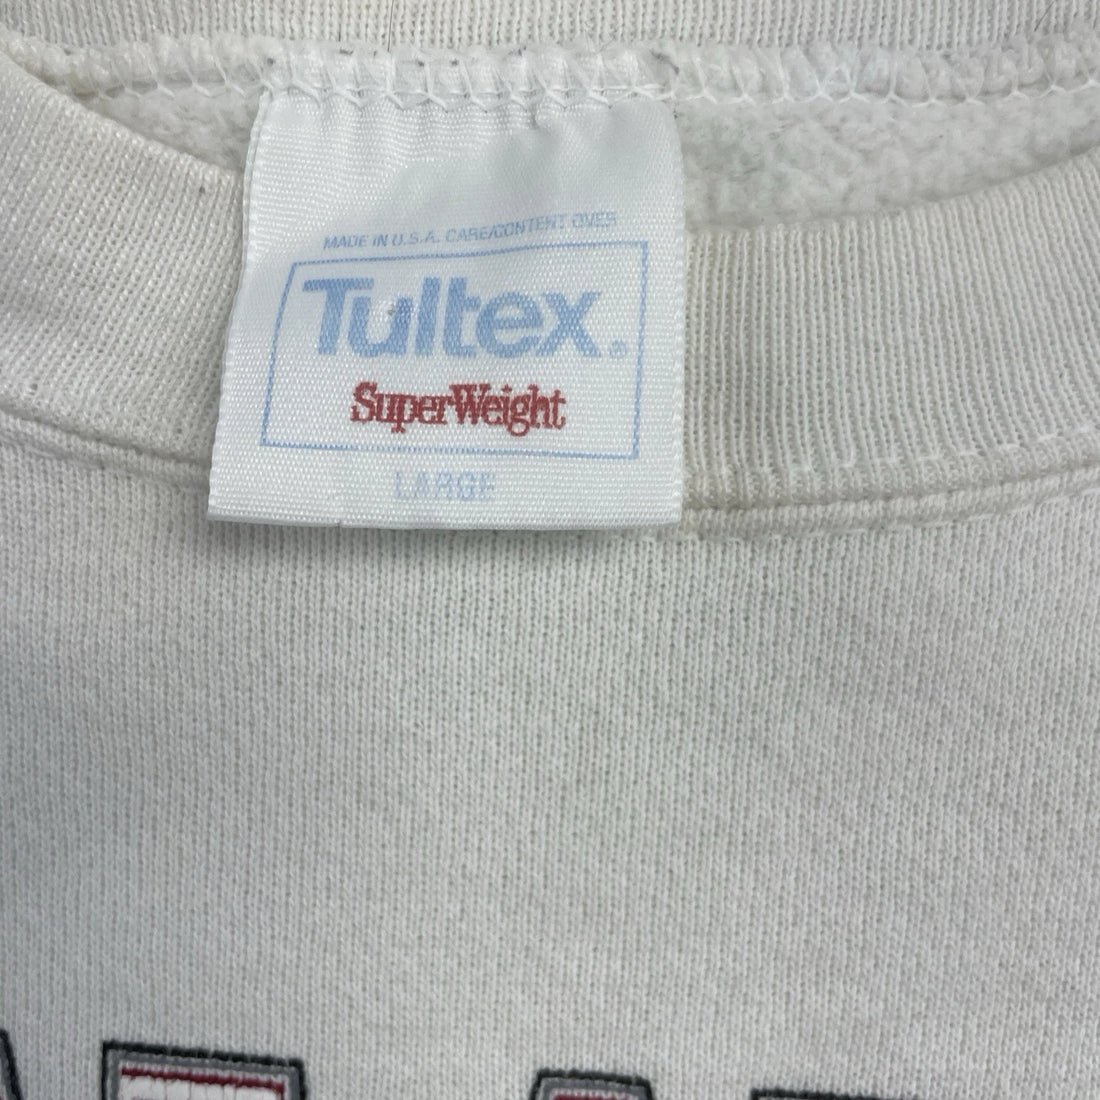 MADE IN U.S.A. CARE/CONTENT OVER
Tultex®
SuperWeight
LARGE